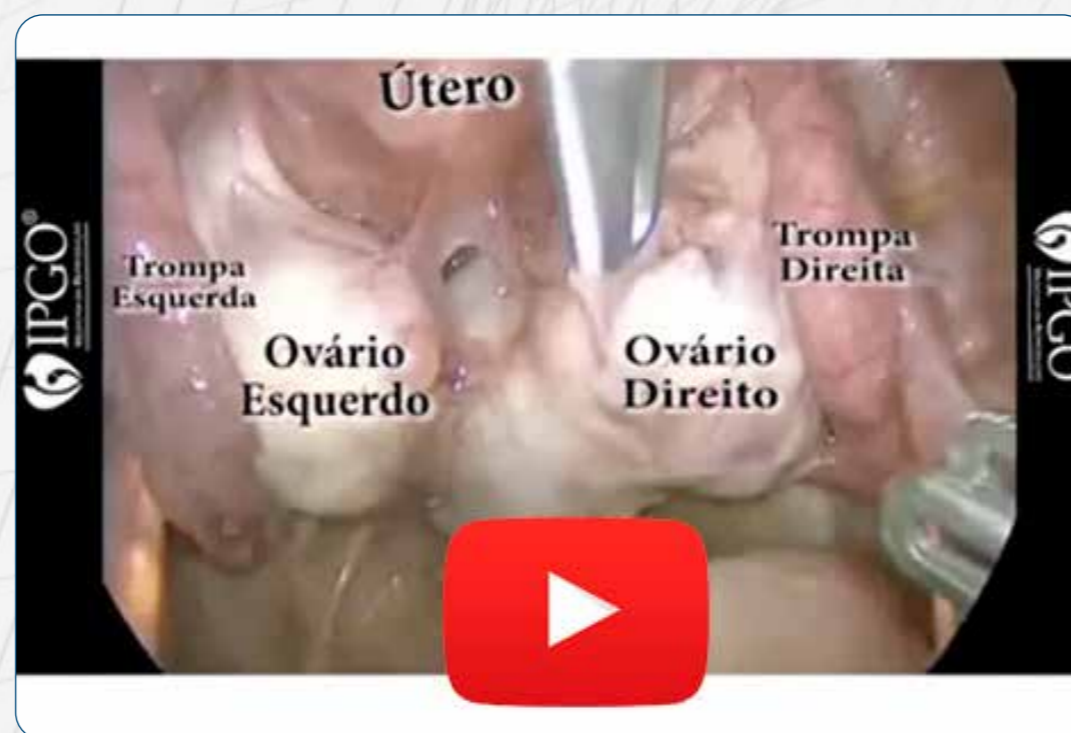 Útero
Trompa
Esquerda
Trompa
Direita
Ovário
Esquerdo
Ovário
Direito
IPGO®
IPGO